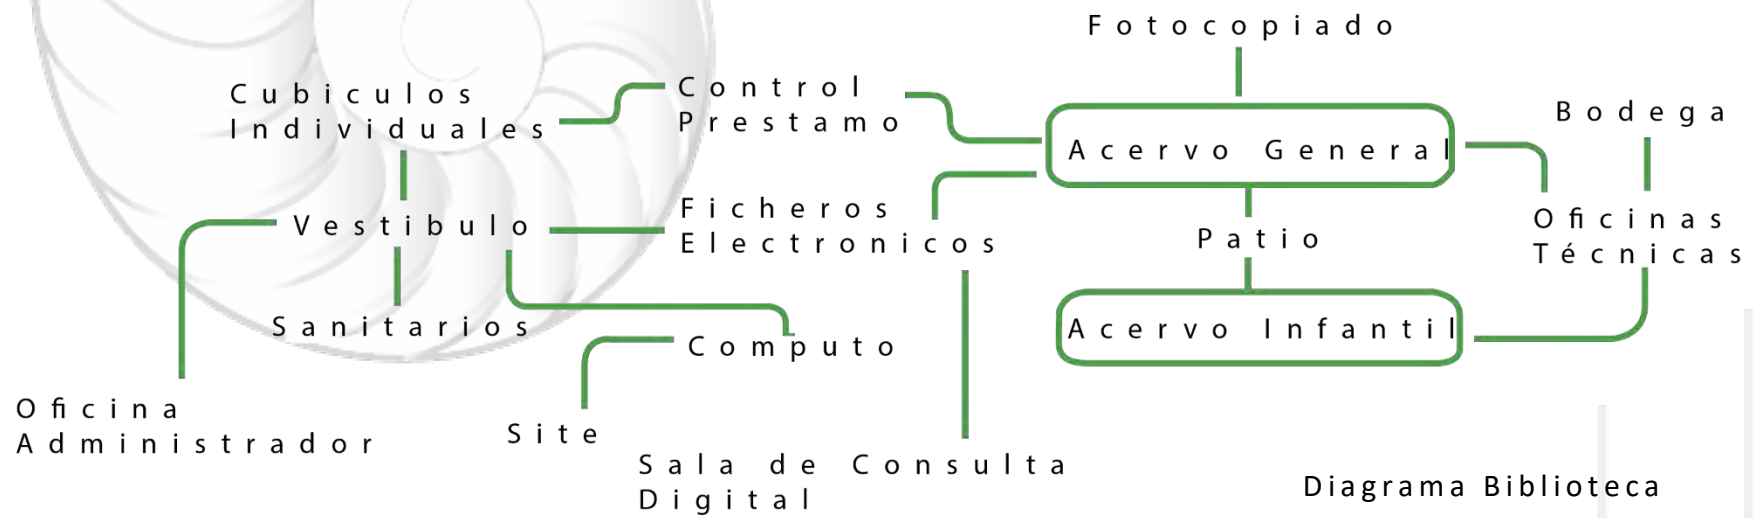 Fotocopiado
Cubiculos
Individuales
Control
Prestamo
Acervo General
Bodega
Vestibulo
Ficheros
Electronicos
Patio
Oficinas
Técnicas
Sanitarios
Computo
Acervo Infantil
Oficina
Administrador
Site
Sala de Consulta
Digital
Diagrama Biblioteca